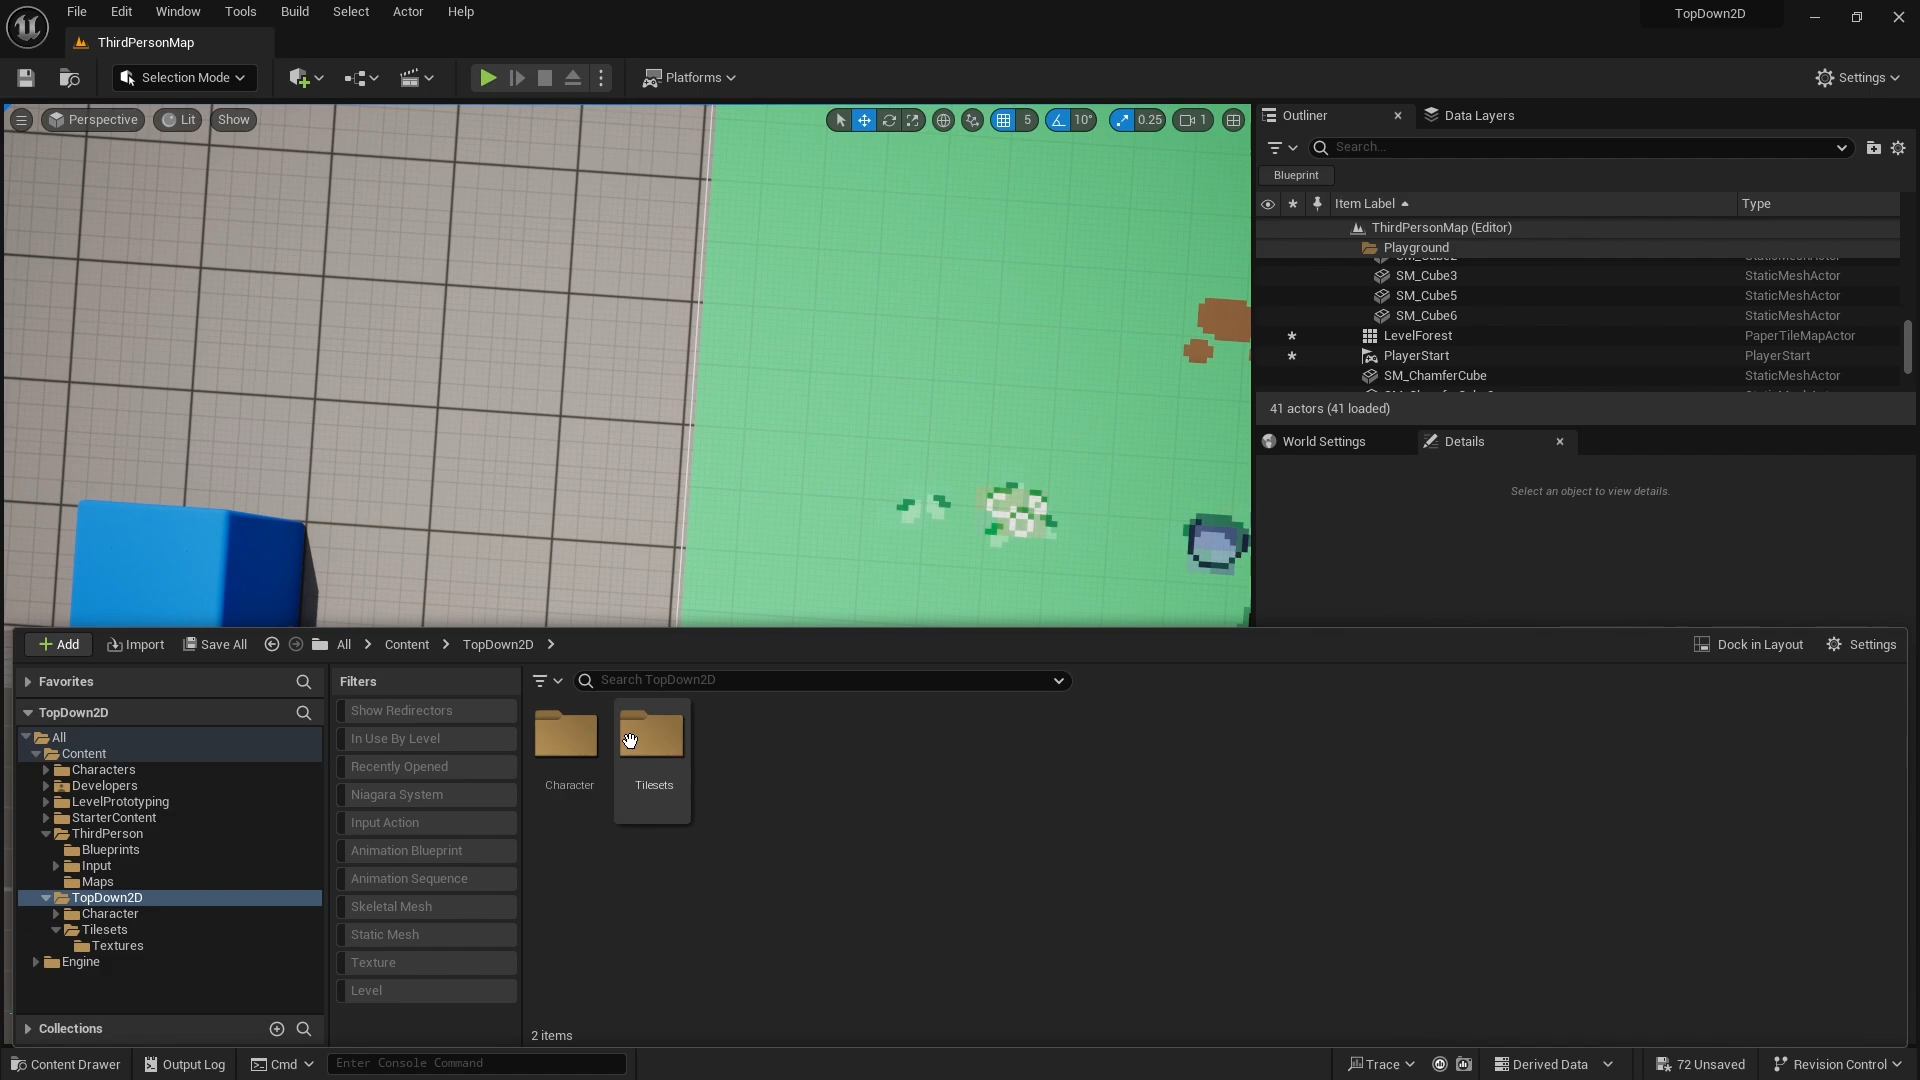 File Edit Window Tools Build Select Actor Help
TopDown2D
ThirdPersonMap
Selection Mode
Platforms
Settings
Perspective Lit Show
5 10° 0.25 1
Outliner
Data Layers
Search...
Blueprint
Item Label Type
ThirdPersonMap (Editor)
Playground
SM_Cube2 StaticMeshActor
SM_Cube3 StaticMeshActor
SM_Cube5 StaticMeshActor
SM_Cube6 StaticMeshActor
LevelForest PaperTileMapActor
PlayerStart PlayerStart
SM_ChamferCube StaticMeshActor
41 actors (41 loaded)
World Settings
Details
Select an object to view details.
Add Import Save All All Content TopDown2D
Dock in Layout Settings
Favorites
TopDown2D
All
Content
Characters
Developers
LevelPrototyping
StarterContent
ThirdPerson
Blueprints
Input
Maps
TopDown2D
Character
Tilesets
Textures
Engine
Collections
Filters
Show Redirectors
In Use By Level
Recently Opened
Niagara System
Input Action
Animation Blueprint
Animation Sequence
Skeletal Mesh
Static Mesh
Texture
Level
Search TopDown2D
Character Tilesets
2 items
Content Drawer Output Log Cmd Enter Console Command
Trace Derived Data 72 Unsaved Revision Control